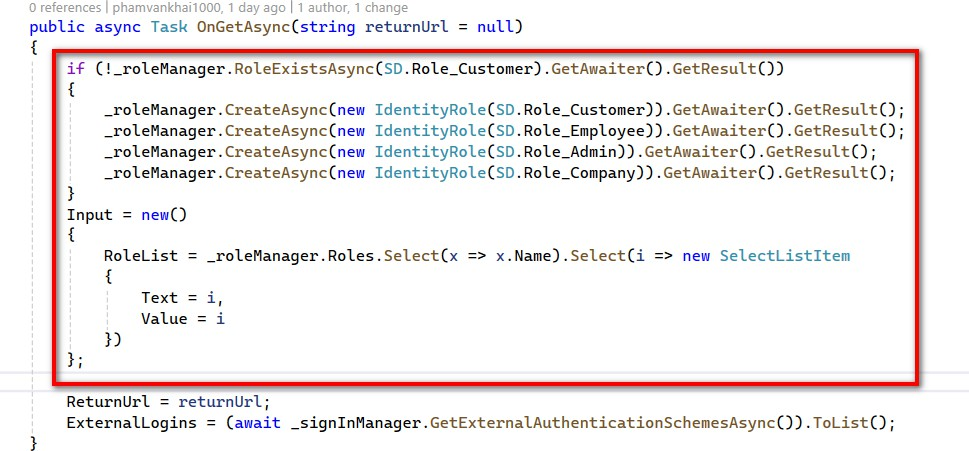 0 references | phamvankhai1000, 1 day ago | 1 author, 1 change
public async Task OnGetAsync(string returnUrl = null)
{
if (!_roleManager.RoleExistsAsync(SD.Role_Customer).GetAwaiter().GetResult())
{
_roleManager.CreateAsync(new IdentityRole(SD.Role_Customer)).GetAwaiter().GetResult();
_roleManager.CreateAsync(new IdentityRole(SD.Role_Employee)).GetAwaiter().GetResult();
_roleManager.CreateAsync(new IdentityRole(SD.Role_Admin)).GetAwaiter().GetResult();
_roleManager.CreateAsync(new IdentityRole(SD.Role_Company)).GetAwaiter().GetResult();
}
Input = new()
{
RoleList = _roleManager.Roles.Select(x => x.Name).Select(i => new SelectListItem
{
Text = i,
Value = i
})
};
ReturnUrl = returnUrl;
ExternalLogins = (await _signInManager.GetExternalAuthenticationSchemesAsync()).ToList();
}